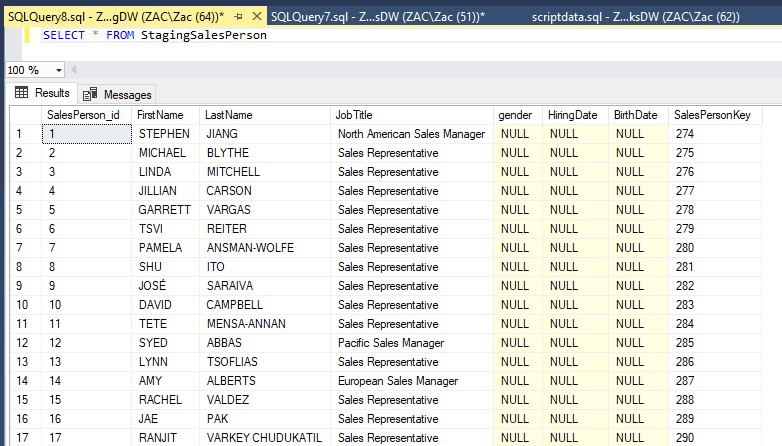 SQLQuery8.sql - Z...gDW (ZAC\Zac (64))* SQLQuery7.sql - Z...sDW (ZAC\Zac (51))* scriptdata.sql - Z...ksDW (ZAC\Zac (62))
SELECT * FROM StagingSalesPerson
100 %
Results Messages
SalesPerson_id FirstName LastName JobTitle gender HiringDate BirthDate SalesPersonKey
1 1 STEPHEN JIANG North American Sales Manager NULL NULL NULL 274
2 2 MICHAEL BLYTHE Sales Representative NULL NULL NULL 275
3 3 LINDA MITCHELL Sales Representative NULL NULL NULL 276
4 4 JILLIAN CARSON Sales Representative NULL NULL NULL 277
5 5 GARRETT VARGAS Sales Representative NULL NULL NULL 278
6 6 TSVI REITER Sales Representative NULL NULL NULL 279
7 7 PAMELA ANSMAN-WOLFE Sales Representative NULL NULL NULL 280
8 8 SHU ITO Sales Representative NULL NULL NULL 281
9 9 JOSÉ SARAIVA Sales Representative NULL NULL NULL 282
10 10 DAVID CAMPBELL Sales Representative NULL NULL NULL 283
11 11 TETE MENSA-ANNAN Sales Representative NULL NULL NULL 284
12 12 SYED ABBAS Pacific Sales Manager NULL NULL NULL 285
13 13 LYNN TSOFLIAS Sales Representative NULL NULL NULL 286
14 14 AMY ALBERTS European Sales Manager NULL NULL NULL 287
15 15 RACHEL VALDEZ Sales Representative NULL NULL NULL 288
16 16 JAE PAK Sales Representative NULL NULL NULL 289
17 17 RANJIT VARKEY CHUDUKATIL Sales Representative NULL NULL NULL 290